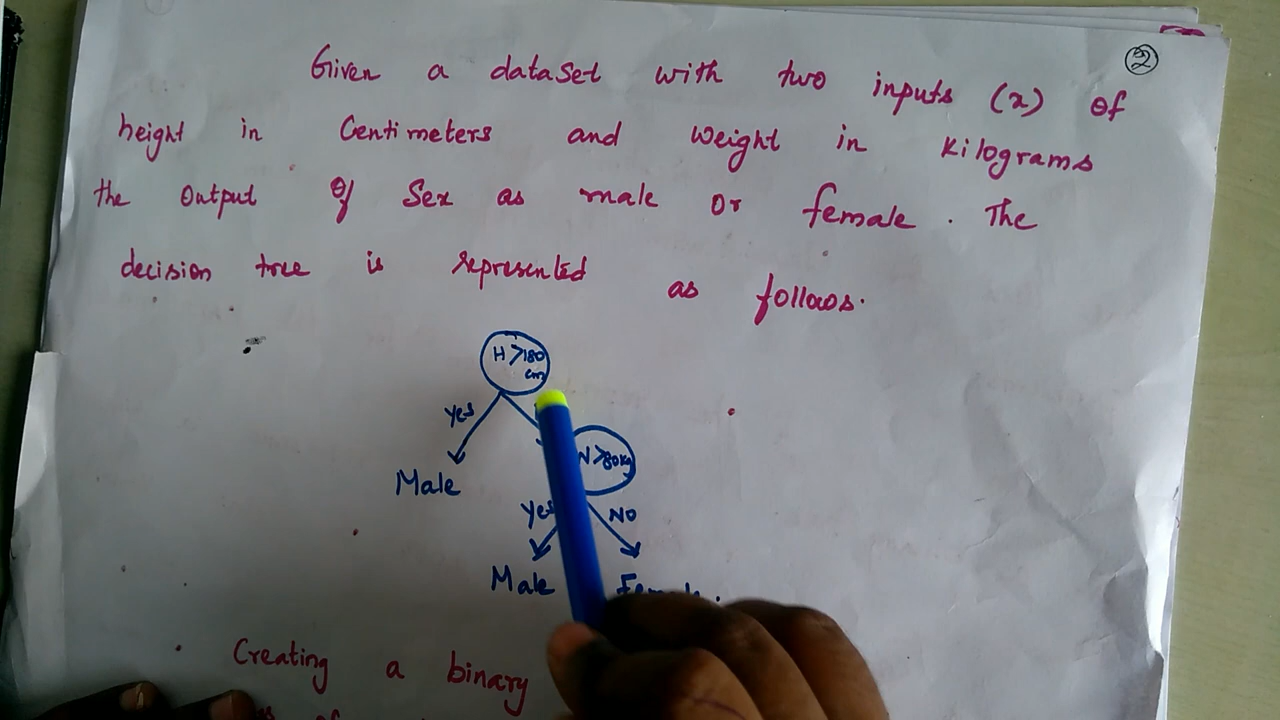 ②
Given a dataset with two inputs (x) of
height in Centimeters and Weight in Kilograms
the Output of Sex as male or female. The
decision tree is represented as follows.
H >180
cm
Yes
W >80kg
Male
Yes
NO
Male
Female.
Creating a binary